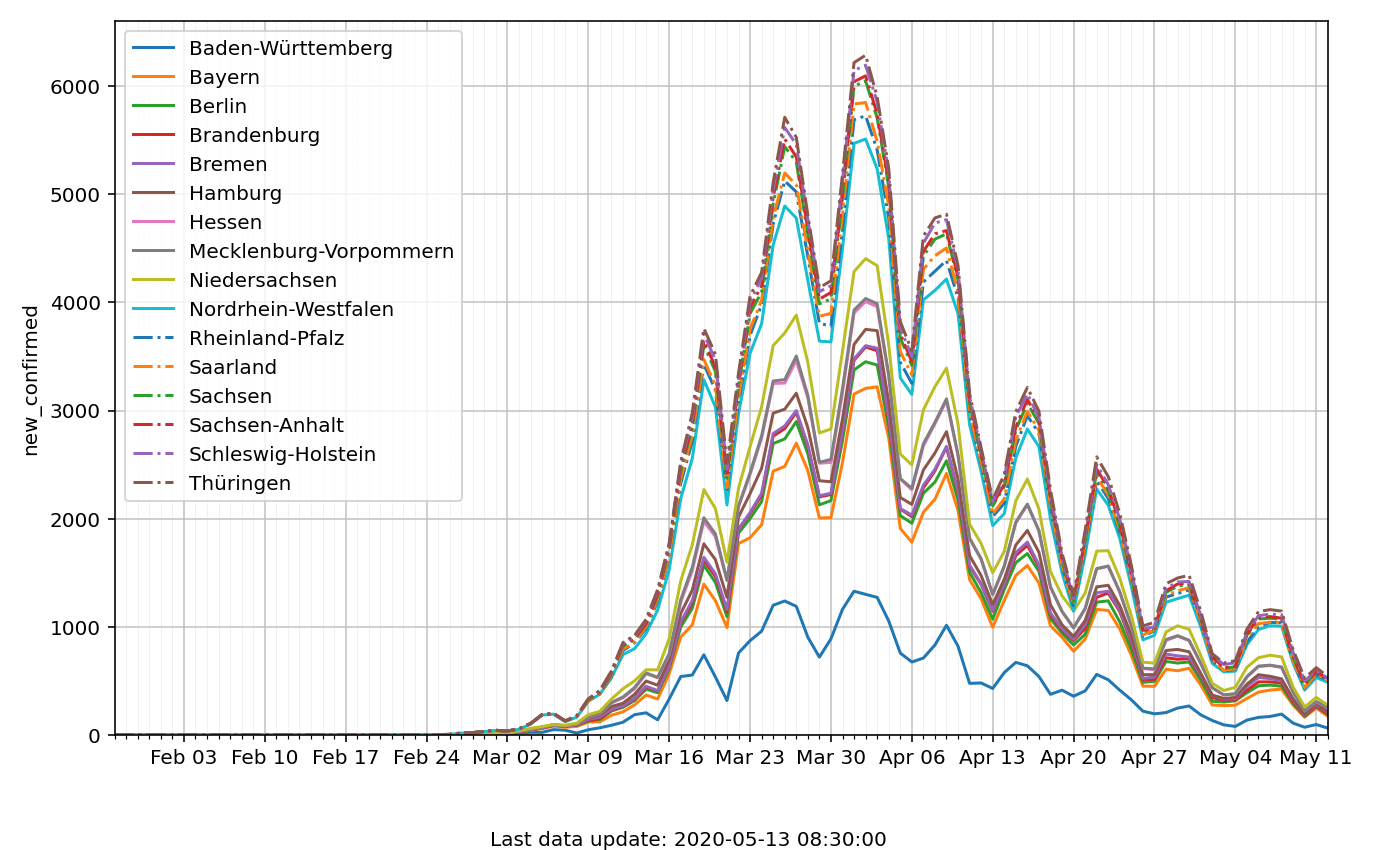 Baden-Württemberg
Bayern
Berlin
Brandenburg
Bremen
Hamburg
Hessen
Mecklenburg-Vorpommern
Niedersachsen
Nordrhein-Westfalen
Rheinland-Pfalz
Saarland
Sachsen
Sachsen-Anhalt
Schleswig-Holstein
Thüringen
new_confirmed
6000
5000
4000
3000
2000
1000
0
Feb 03 Feb 10 Feb 17 Feb 24 Mar 02 Mar 09 Mar 16 Mar 23 Mar 30 Apr 06 Apr 13 Apr 20 Apr 27 May 04 May 11
Last data update: 2020-05-13 08:30:00